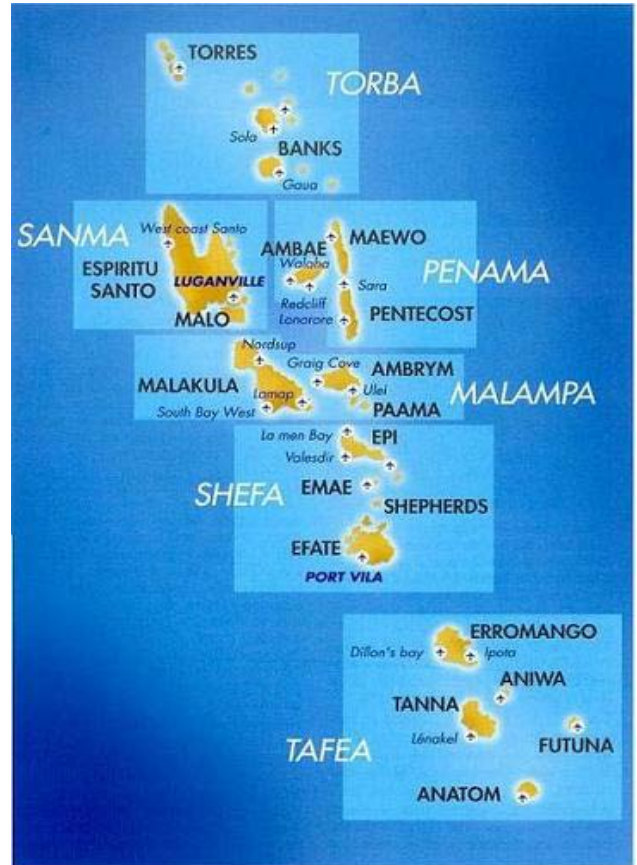 TORRES
TORBA
Sola
BANKS
Gaua
SANMA
West coast Santo
ESPIRITU
SANTO
LUGANVILLE
MALO
AMBAE
MAEWO
Waloha
PENAMA
Sara
Redcliff
Lonorore
PENTECOST
Nordsup
Graig Cove
AMBRYM
MALAKULA
Lamap
Ulei
MALAMPA
South Bay West
PAAMA
La men Bay
EPI
Valesdir
SHEFA
EMAE
SHEPHERDS
EFATE
PORT VILA
ERROMANGO
Dillon's bay
Ipota
ANIWA
TANNA
Lénakel
FUTUNA
TAFEA
ANATOM